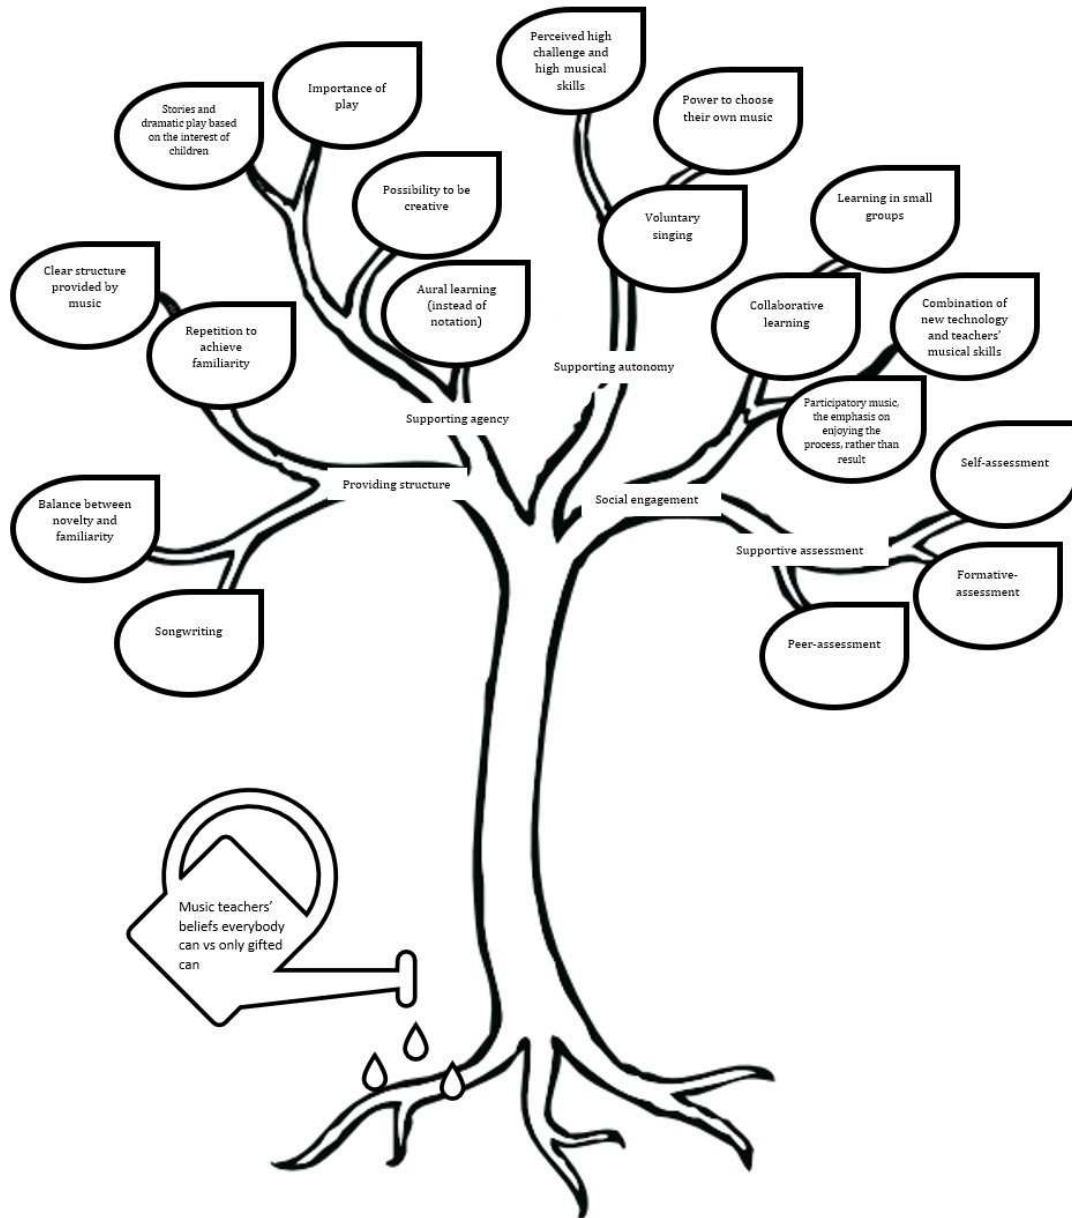 Perceived high
challenge and
high musical
skills
Importance of
play
Stories and
dramatic play based
on the interest of
children
Power to choose
their own music
Possibility to be
creative
Voluntary
singing
Learning in small
groups
Clear structure
provided by
music
Aural learning
(instead of
notation)
Repetition to
achieve
familiarity
Collaborative
learning
Combination of
new technology
and teachers'
musical skills
Supporting autonomy
Supporting agency
Participatory music,
the emphasis on
enjoying the
process, rather than
result
Providing structure
Social engagement
Self-assessment
Balance between
novelty and
familiarity
Supportive assessment
Formative-
assessment
Songwriting
Peer-assessment
Music teachers'
beliefs everybody
can vs only gifted
can